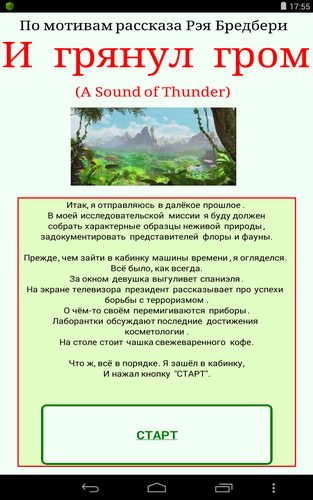 17:55
По мотивам рассказа Рэя Бредбери
И грянул гром
(A Sound of Thunder)
Итак, я отправляюсь в далёкое прошлое .
В моей исследовательской миссии я буду должен
собрать характерные образцы неживой природы,
задокументировать представителей флоры и фауны.
Прежде, чем зайти в кабинку машины времени , я огляделся.
Всё было, как всегда.
За окном девушка выгуливет спаниэля .
На экране телевизора президент рассказывает про успехи
борьбы с терроризмом .
О чём-то своём перемигиваются приборы .
Лаборантки обсуждают последние достижения
косметологии .
На столе стоит чашка свежеваренного кофе.
Что ж, всё в порядке. Я зашёл в кабинку,
И нажал кнопку "СТАРТ".
СТАРТ